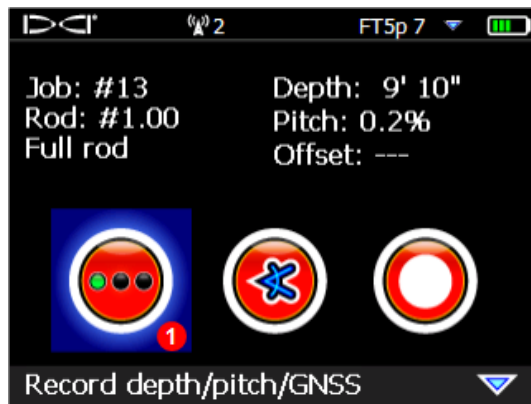 2 FT5p 7
Job: #13
Rod: #1.00
Full rod
Depth: 9' 10"
Pitch: 0.2%
Offset: ---
1
Record depth/pitch/GNSS